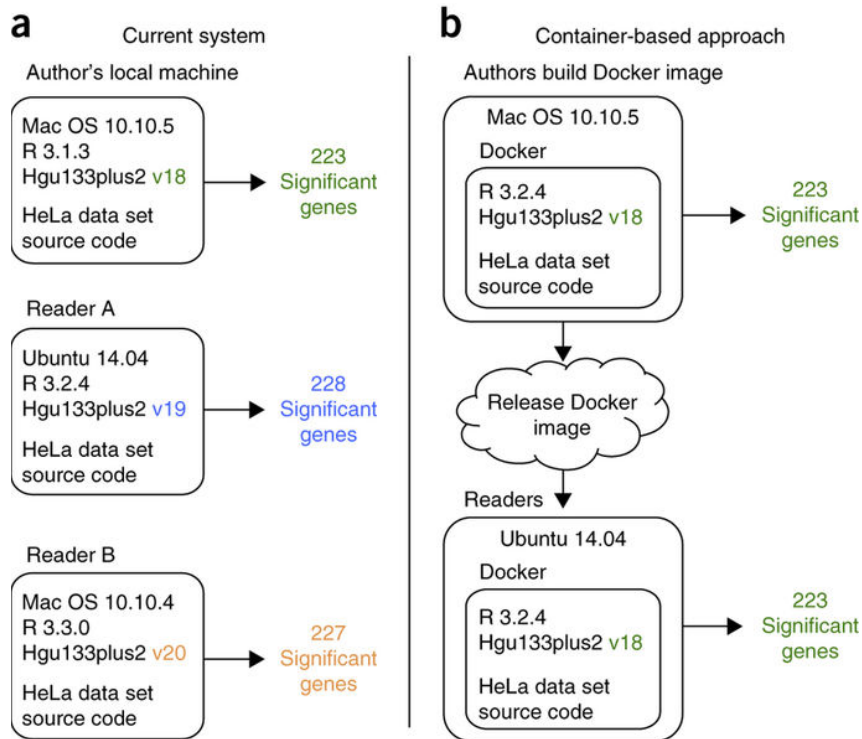 a
Current system
Author's local machine
Mac OS 10.10.5
R 3.1.3
Hgu133plus2 v18
HeLa data set
source code
223
Significant
genes
Reader A
Ubuntu 14.04
R 3.2.4
Hgu133plus2 v19
HeLa data set
source code
228
Significant
genes
Reader B
Mac OS 10.10.4
R 3.3.0
Hgu133plus2 v20
HeLa data set
source code
227
Significant
genes
b
Container-based approach
Authors build Docker image
Mac OS 10.10.5
Docker
R 3.2.4
Hgu133plus2 v18
HeLa data set
source code
223
Significant
genes
Release Docker
image
Readers
Ubuntu 14.04
Docker
R 3.2.4
Hgu133plus2 v18
HeLa data set
source code
223
Significant
genes